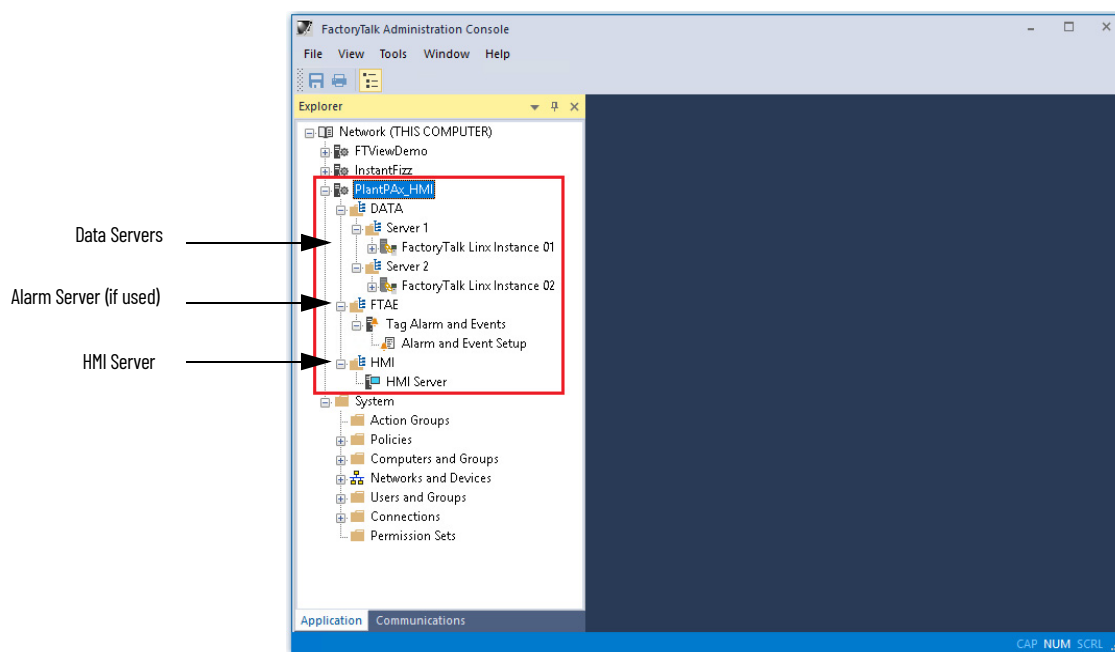 FactoryTalk Administration Console
File View Tools Window Help
Explorer
Network (THIS COMPUTER)
FTViewDemo
InstantFizz
PlantPAx_HMI
DATA
Server 1
Data Servers
FactoryTalk Linx Instance 01
Server 2
FactoryTalk Linx Instance 02
Alarm Server (if used)
FTAE
Tag Alarm and Events
Alarm and Event Setup
HMI Server
HMI
HMI Server
System
Action Groups
Policies
Computers and Groups
Networks and Devices
Users and Groups
Connections
Permission Sets
Application Communications
CAP NUM SCRL